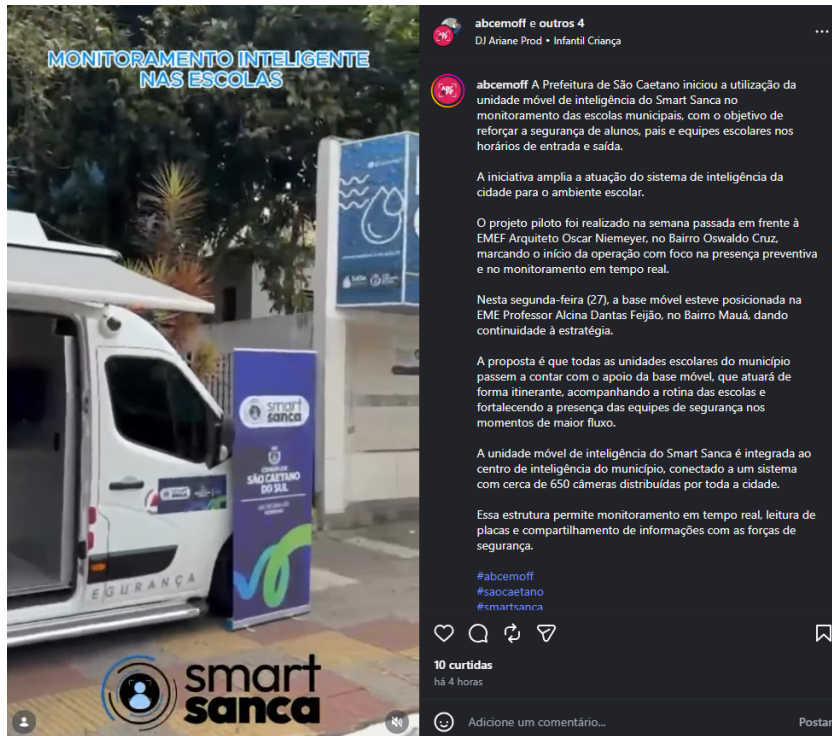 MONITORAMENTO INTELIGENTE
NAS ESCOLAS
smart
sanca
SÃO CAETANO
DO SUL
smart
sanca
EGURANÇA
smart
sanca
abcemoff e outros 4
DJ Ariane Prod • Infantil Criança
abcemoff A Prefeitura de São Caetano iniciou a utilização da
unidade móvel de inteligência do Smart Sanca no
monitoramento das escolas municipais, com o objetivo de
reforçar a segurança de alunos, pais e equipes escolares nos
horários de entrada e saída.
A iniciativa amplia a atuação do sistema de inteligência da
cidade para o ambiente escolar.
O projeto piloto foi realizado na semana passada em frente à
EMEF Arquiteto Oscar Niemeyer, no Bairro Oswaldo Cruz,
marcando o início da operação com foco na presença preventiva
e no monitoramento em tempo real.
Nesta segunda-feira (27), a base móvel esteve posicionada na
EME Professor Alcina Dantas Feijão, no Bairro Mauá, dando
continuidade à estratégia.
A proposta é que todas as unidades escolares do município
passem a contar com o apoio da base móvel, que atuará de
forma itinerante, acompanhando a rotina das escolas e
fortalecendo a presença das equipes de segurança nos
momentos de maior fluxo.
A unidade móvel de inteligência do Smart Sanca é integrada ao
centro de inteligência do município, conectado a um sistema
com cerca de 650 câmeras distribuídas por toda a cidade.
Essa estrutura permite monitoramento em tempo real, leitura de
placas e compartilhamento de informações com as forças de
segurança.
#abcemoff
#saocaetano
#smartsanca
10 curtidas
há 4 horas
Adicione um comentário...
Postar